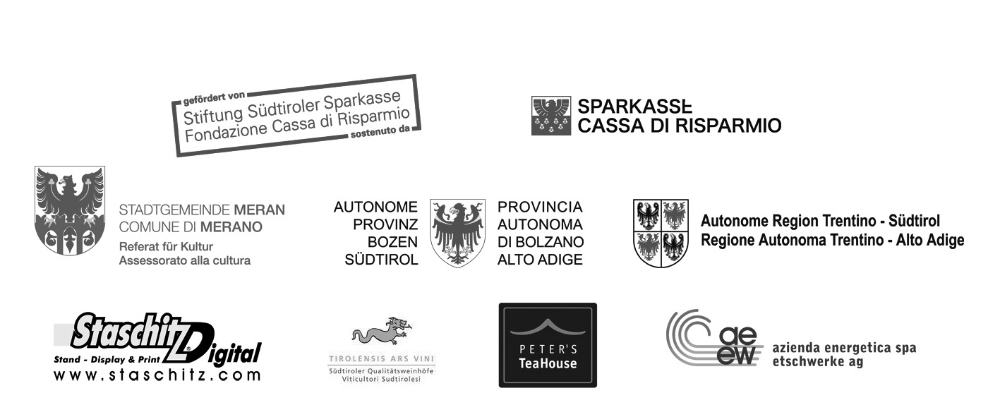 gefördert von
Stiftung Südtiroler Sparkasse
Fondazione Cassa di Risparmio
sostenuto da
SPARKASSE
CASSA DI RISPARMIO
STADTGEMEINDE MERAN
COMUNE DI MERANO
Referat für Kultur
Assessorato alla cultura
AUTONOME
PROVINZ
BOZEN
SÜDTIROL
PROVINCIA
AUTONOMA
DI BOLZANO
ALTO ADIGE
Autonome Region Trentino - Südtirol
Regione Autonoma Trentino - Alto Adige
Staschitz Digital ®
Stand - Display & Print
www.staschitz.com
TIROLENSIS ARS VINI
Südtiroler Qualitätsweinhöfe
Viticultori Sudtirolesi
PETER'S
TeaHouse
ae
ew
azienda energetica spa
etschwerke ag